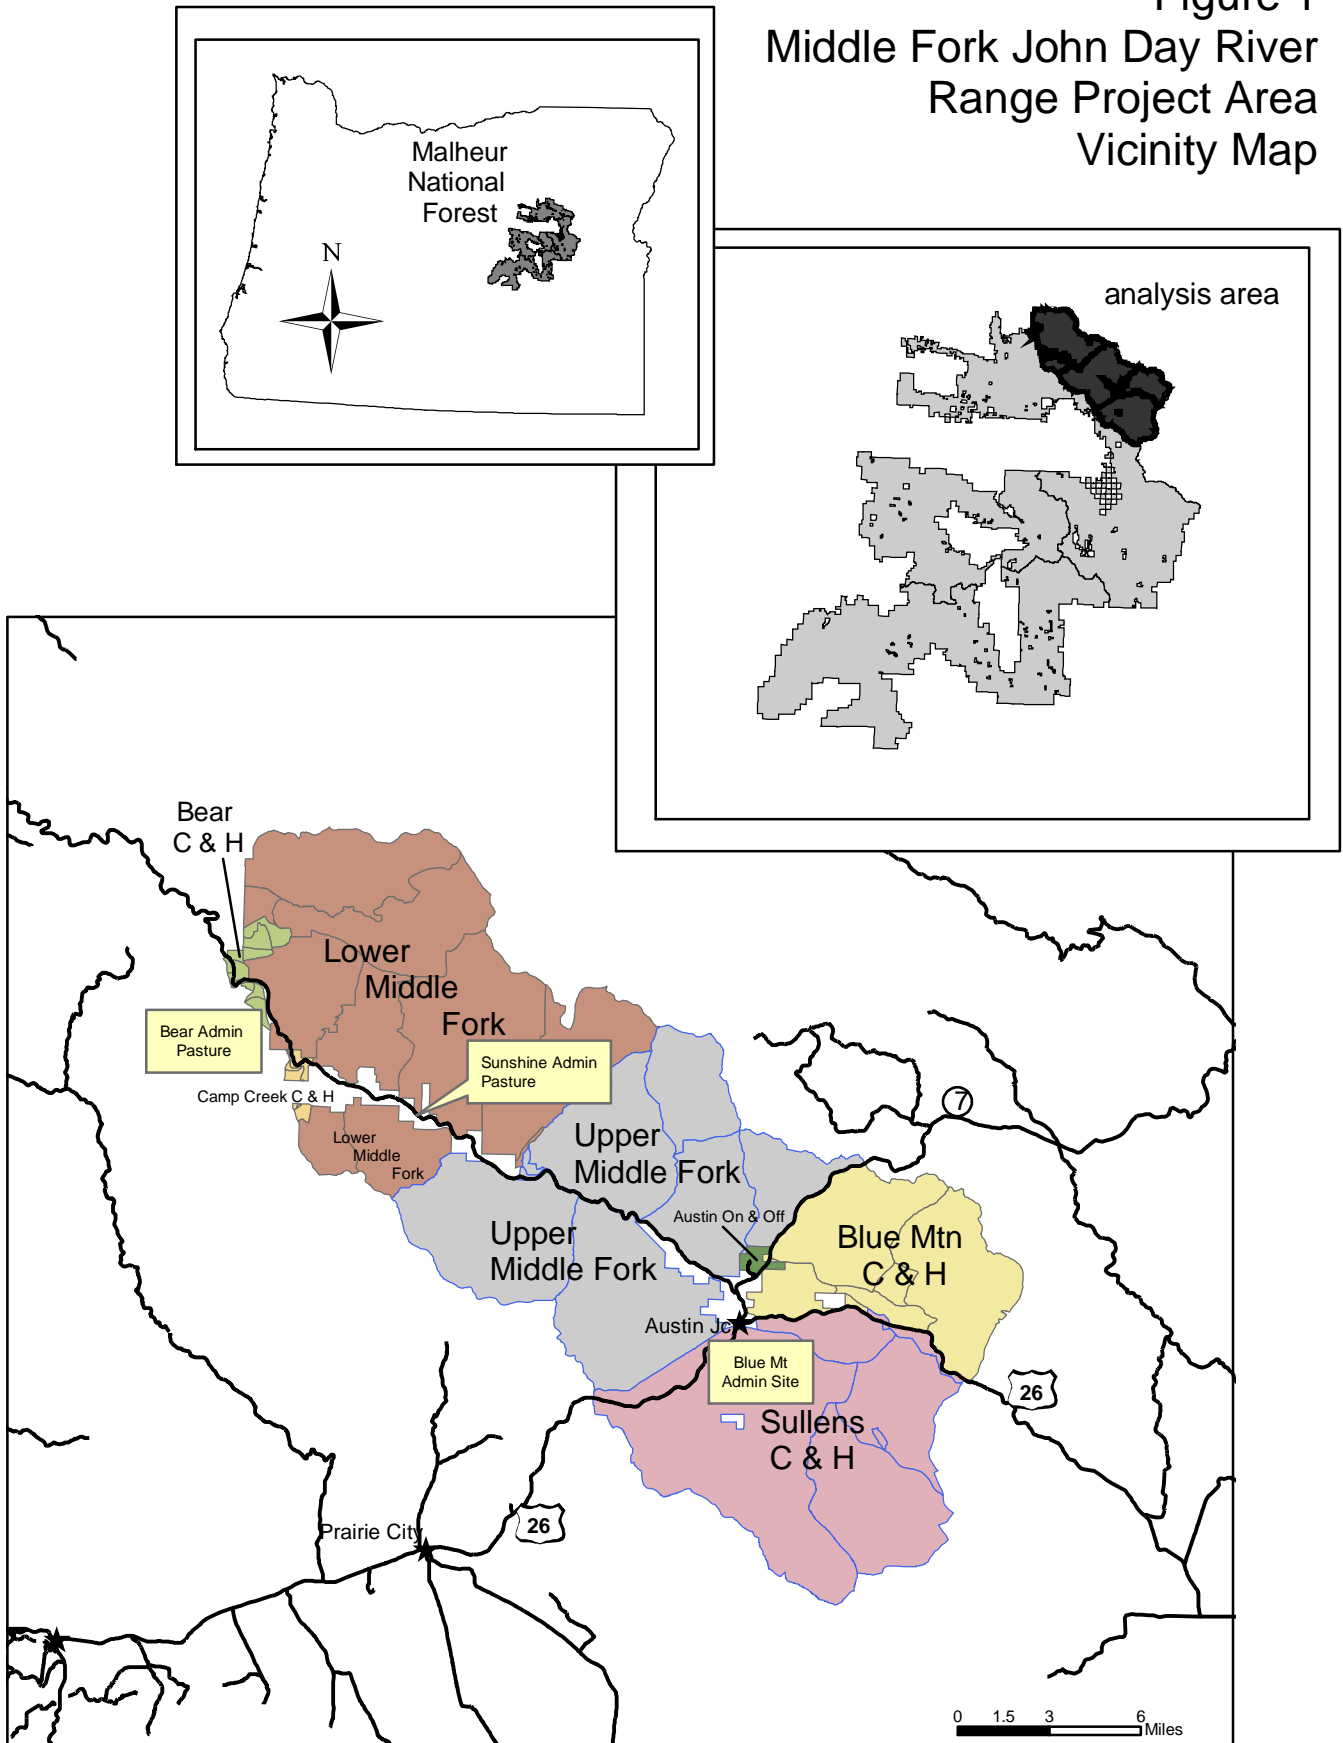 Figure 1
Middle Fork John Day River
Range Project Area
Vicinity Map
Malheur
National
Forest
N
analysis area
Bear
C & H
Lower
Middle
Fork
Bear Admin
Pasture
Sunshine Admin
Pasture
Camp Creek C & H
Lower
Middle
Fork
7
Upper
Middle Fork
Austin On & Off
Upper
Middle Fork
Blue Mtn
C & H
Austin Jc
Blue Mt
Admin Site
26
Sullens
C & H
26
Prairie City
0 1.5 3 6
Miles